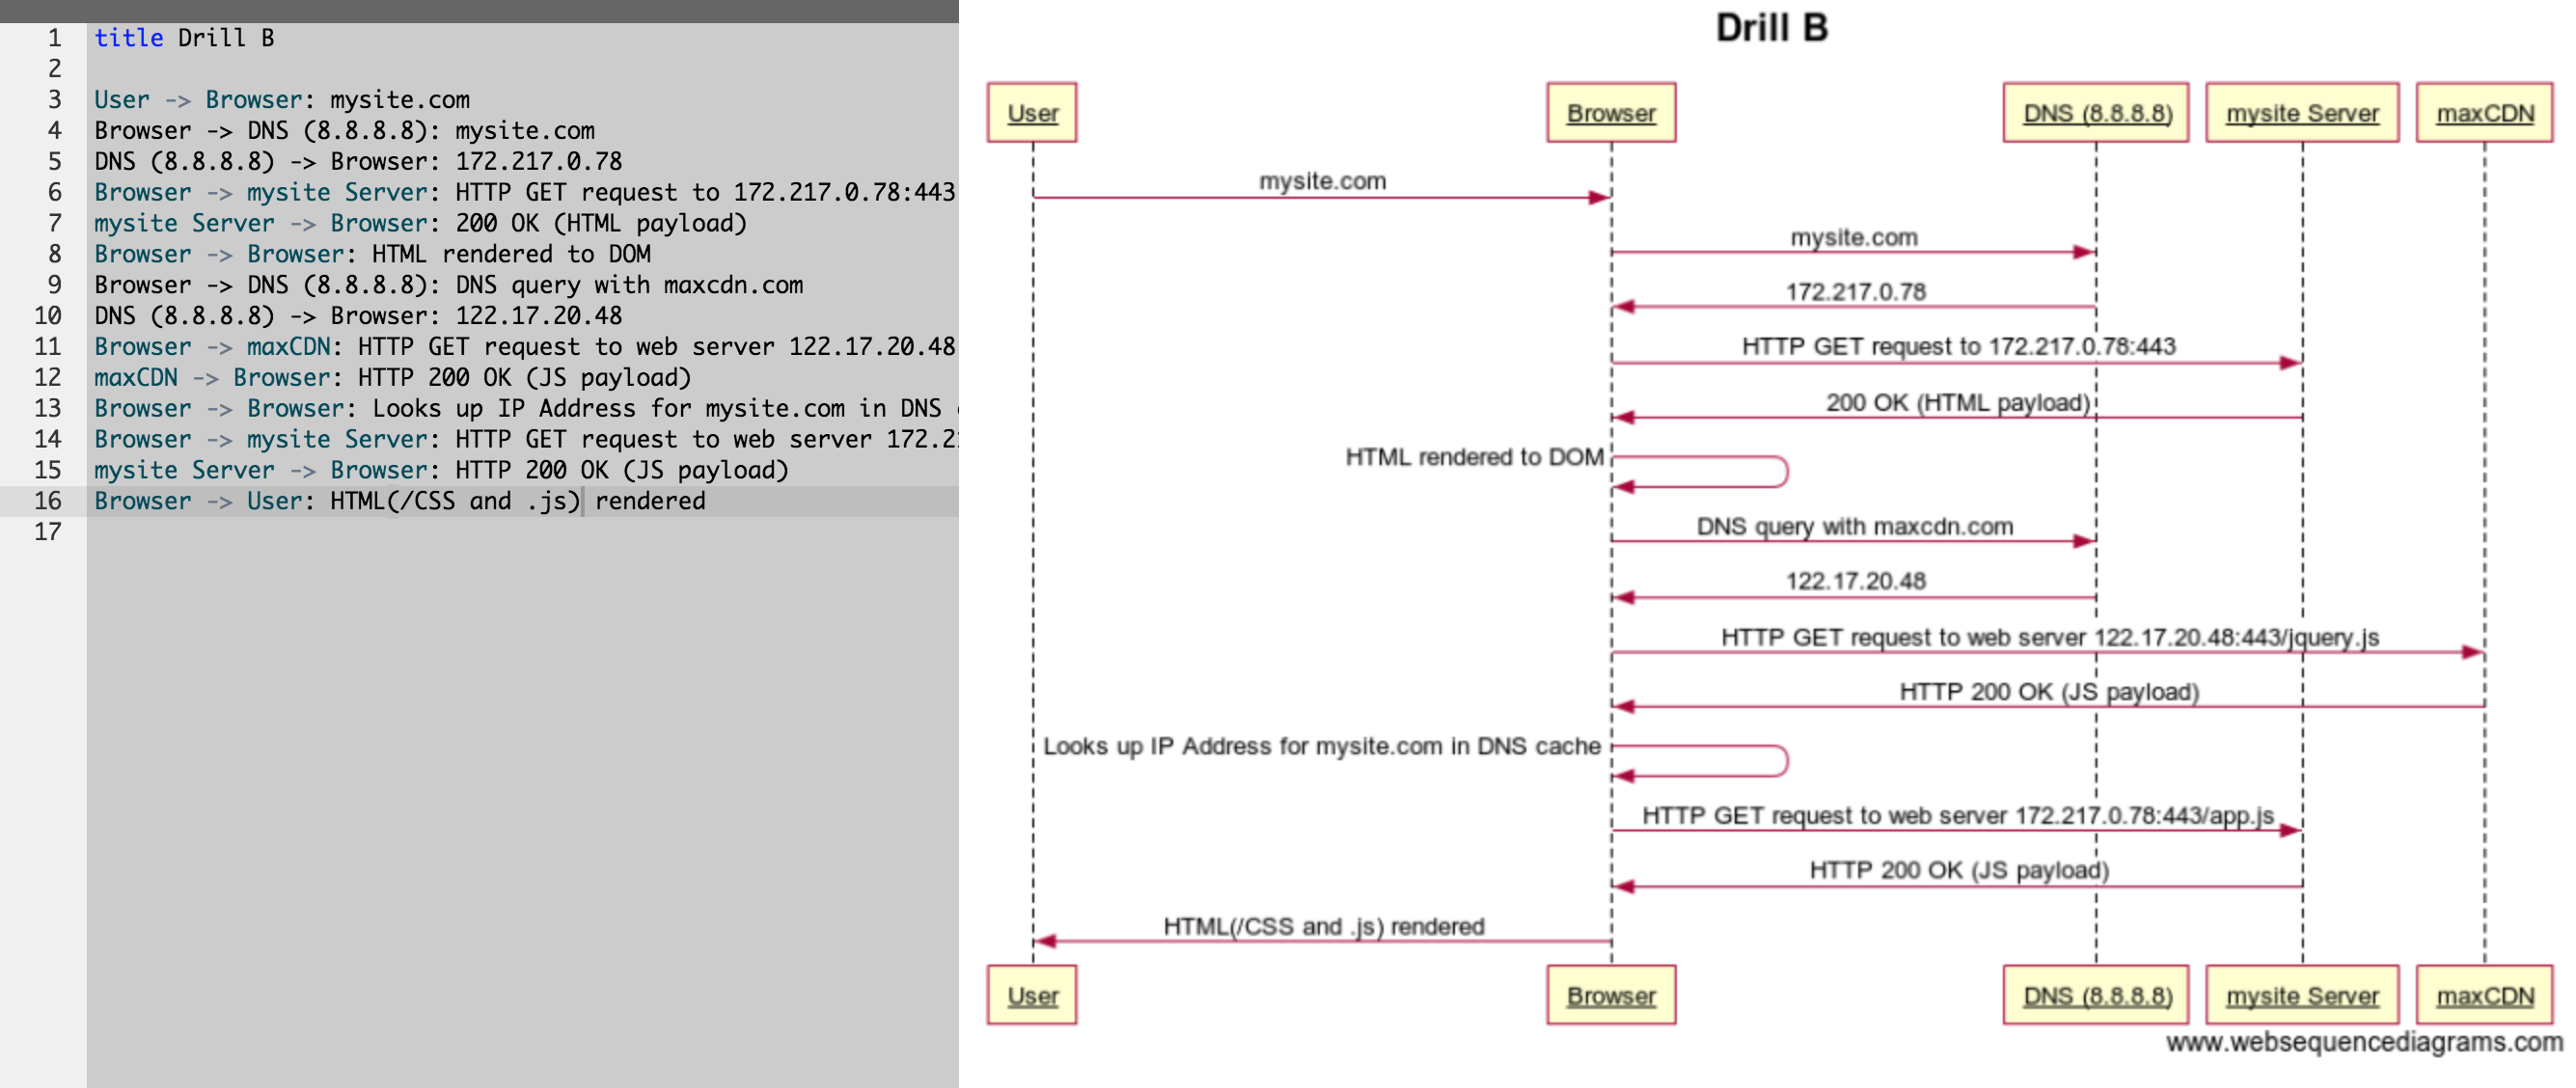 1 title Drill B
2
3 User -> Browser: mysite.com
4 Browser -> DNS (8.8.8.8): mysite.com
5 DNS (8.8.8.8) -> Browser: 172.217.0.78
6 Browser -> mysite Server: HTTP GET request to 172.217.0.78:443
7 mysite Server -> Browser: 200 OK (HTML payload)
8 Browser -> Browser: HTML rendered to DOM
9 Browser -> DNS (8.8.8.8): DNS query with maxcdn.com
10 DNS (8.8.8.8) -> Browser: 122.17.20.48
11 Browser -> maxCDN: HTTP GET request to web server 122.17.20.48
12 maxCDN -> Browser: HTTP 200 OK (JS payload)
13 Browser -> Browser: Looks up IP Address for mysite.com in DNS
14 Browser -> mysite Server: HTTP GET request to web server 172.2
15 mysite Server -> Browser: HTTP 200 OK (JS payload)
16 Browser -> User: HTML(/CSS and .js) rendered
17
Drill B
User Browser DNS (8.8.8.8) mysite Server maxCDN
mysite.com
mysite.com
172.217.0.78
HTTP GET request to 172.217.0.78:443
200 OK (HTML payload)
HTML rendered to DOM
DNS query with maxcdn.com
122.17.20.48
HTTP GET request to web server 122.17.20.48:443/jquery.js
HTTP 200 OK (JS payload)
Looks up IP Address for mysite.com in DNS cache
HTTP GET request to web server 172.217.0.78:443/app.js
HTTP 200 OK (JS payload)
HTML(/CSS and .js) rendered
User Browser DNS (8.8.8.8) mysite Server maxCDN
www.websequencediagrams.com